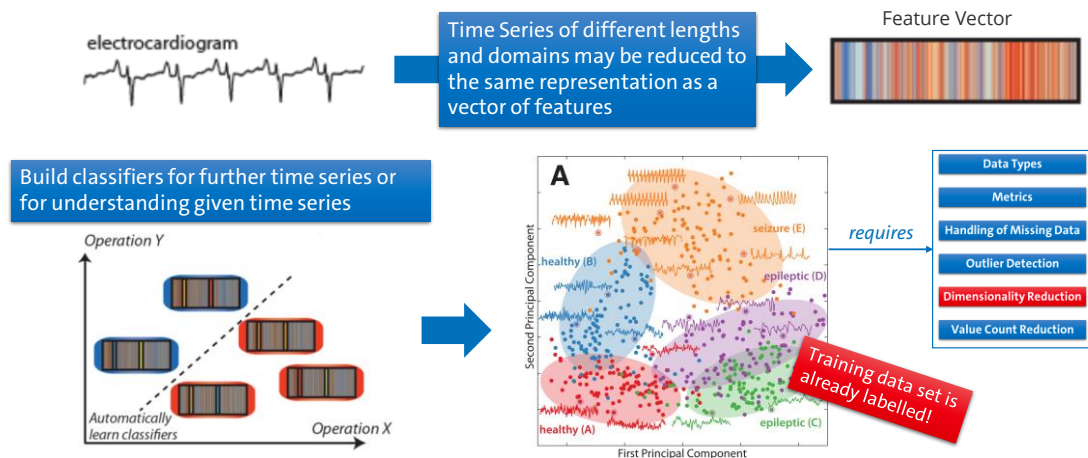 electrocardiogram
Time Series of different lengths
and domains may be reduced to
the same representation as a
vector of features
Feature Vector
Build classifiers for further time series or
for understanding given time series
Operation Y
Automatically
learn classifiers
Operation X
A
seizure (E)
healthy (B)
epileptic (D)
healthy (A)
epileptic (C)
Second Principal Component
First Principal Component
Training data set is
already labelled!
requires
Data Types
Metrics
Handling of Missing Data
Outlier Detection
Dimensionality Reduction
Value Count Reduction